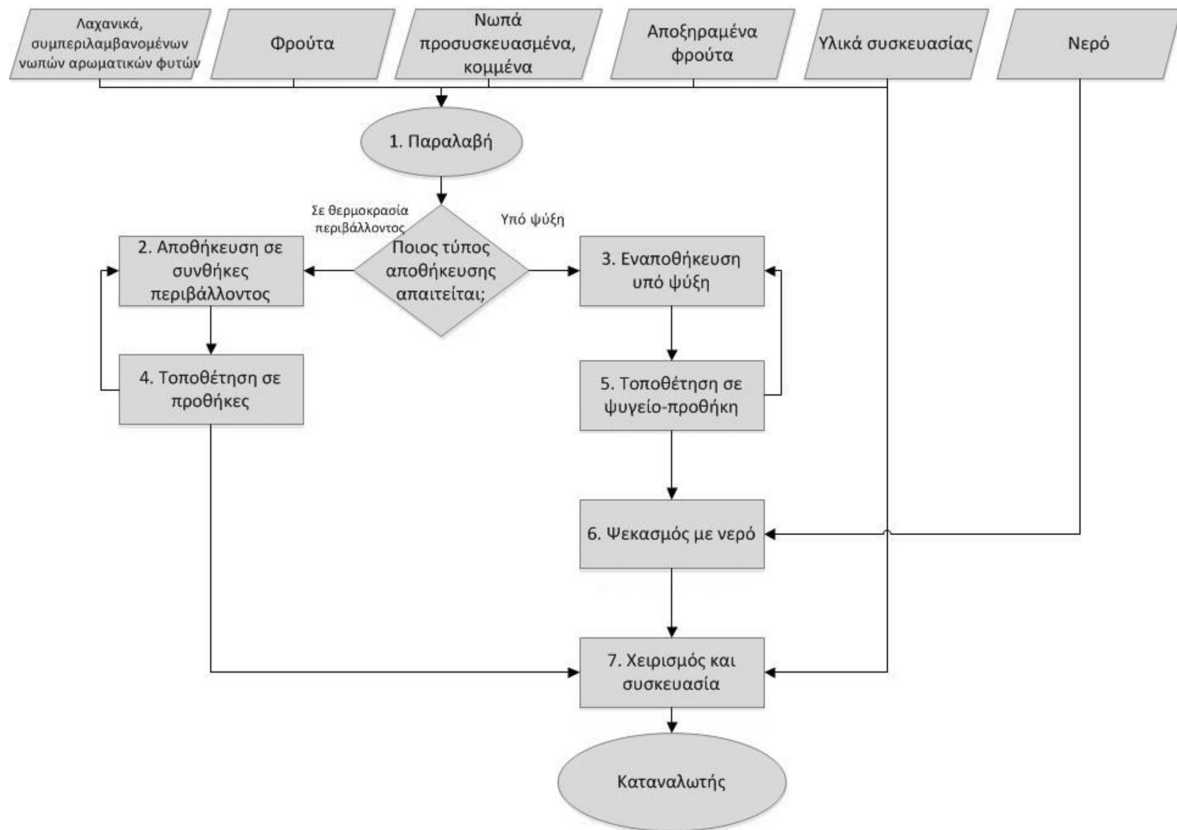 Λαχανικά,
συμπεριλαμβανομένων
νωπών αρωματικών φυτών
Φρούτα
Νωπά
προσυσκευασμένα,
κομμένα
Αποξηραμένα
φρούτα
Υλικά συσκευασίας
Νερό
1. Παραλαβή
Σε θερμοκρασία
περιβάλλοντος
Υπό ψύξη
Ποιος τύπος
αποθήκευσης
απαιτείται;
2. Αποθήκευση σε
συνθήκες
περιβάλλοντος
3. Εναποθήκευση
υπό ψύξη
4. Τοποθέτηση σε
προθήκες
5. Τοποθέτηση σε
ψυγείο-προθήκη
6. Ψεκασμός με νερό
7. Χειρισμός και
συσκευασία
Καταναλωτής